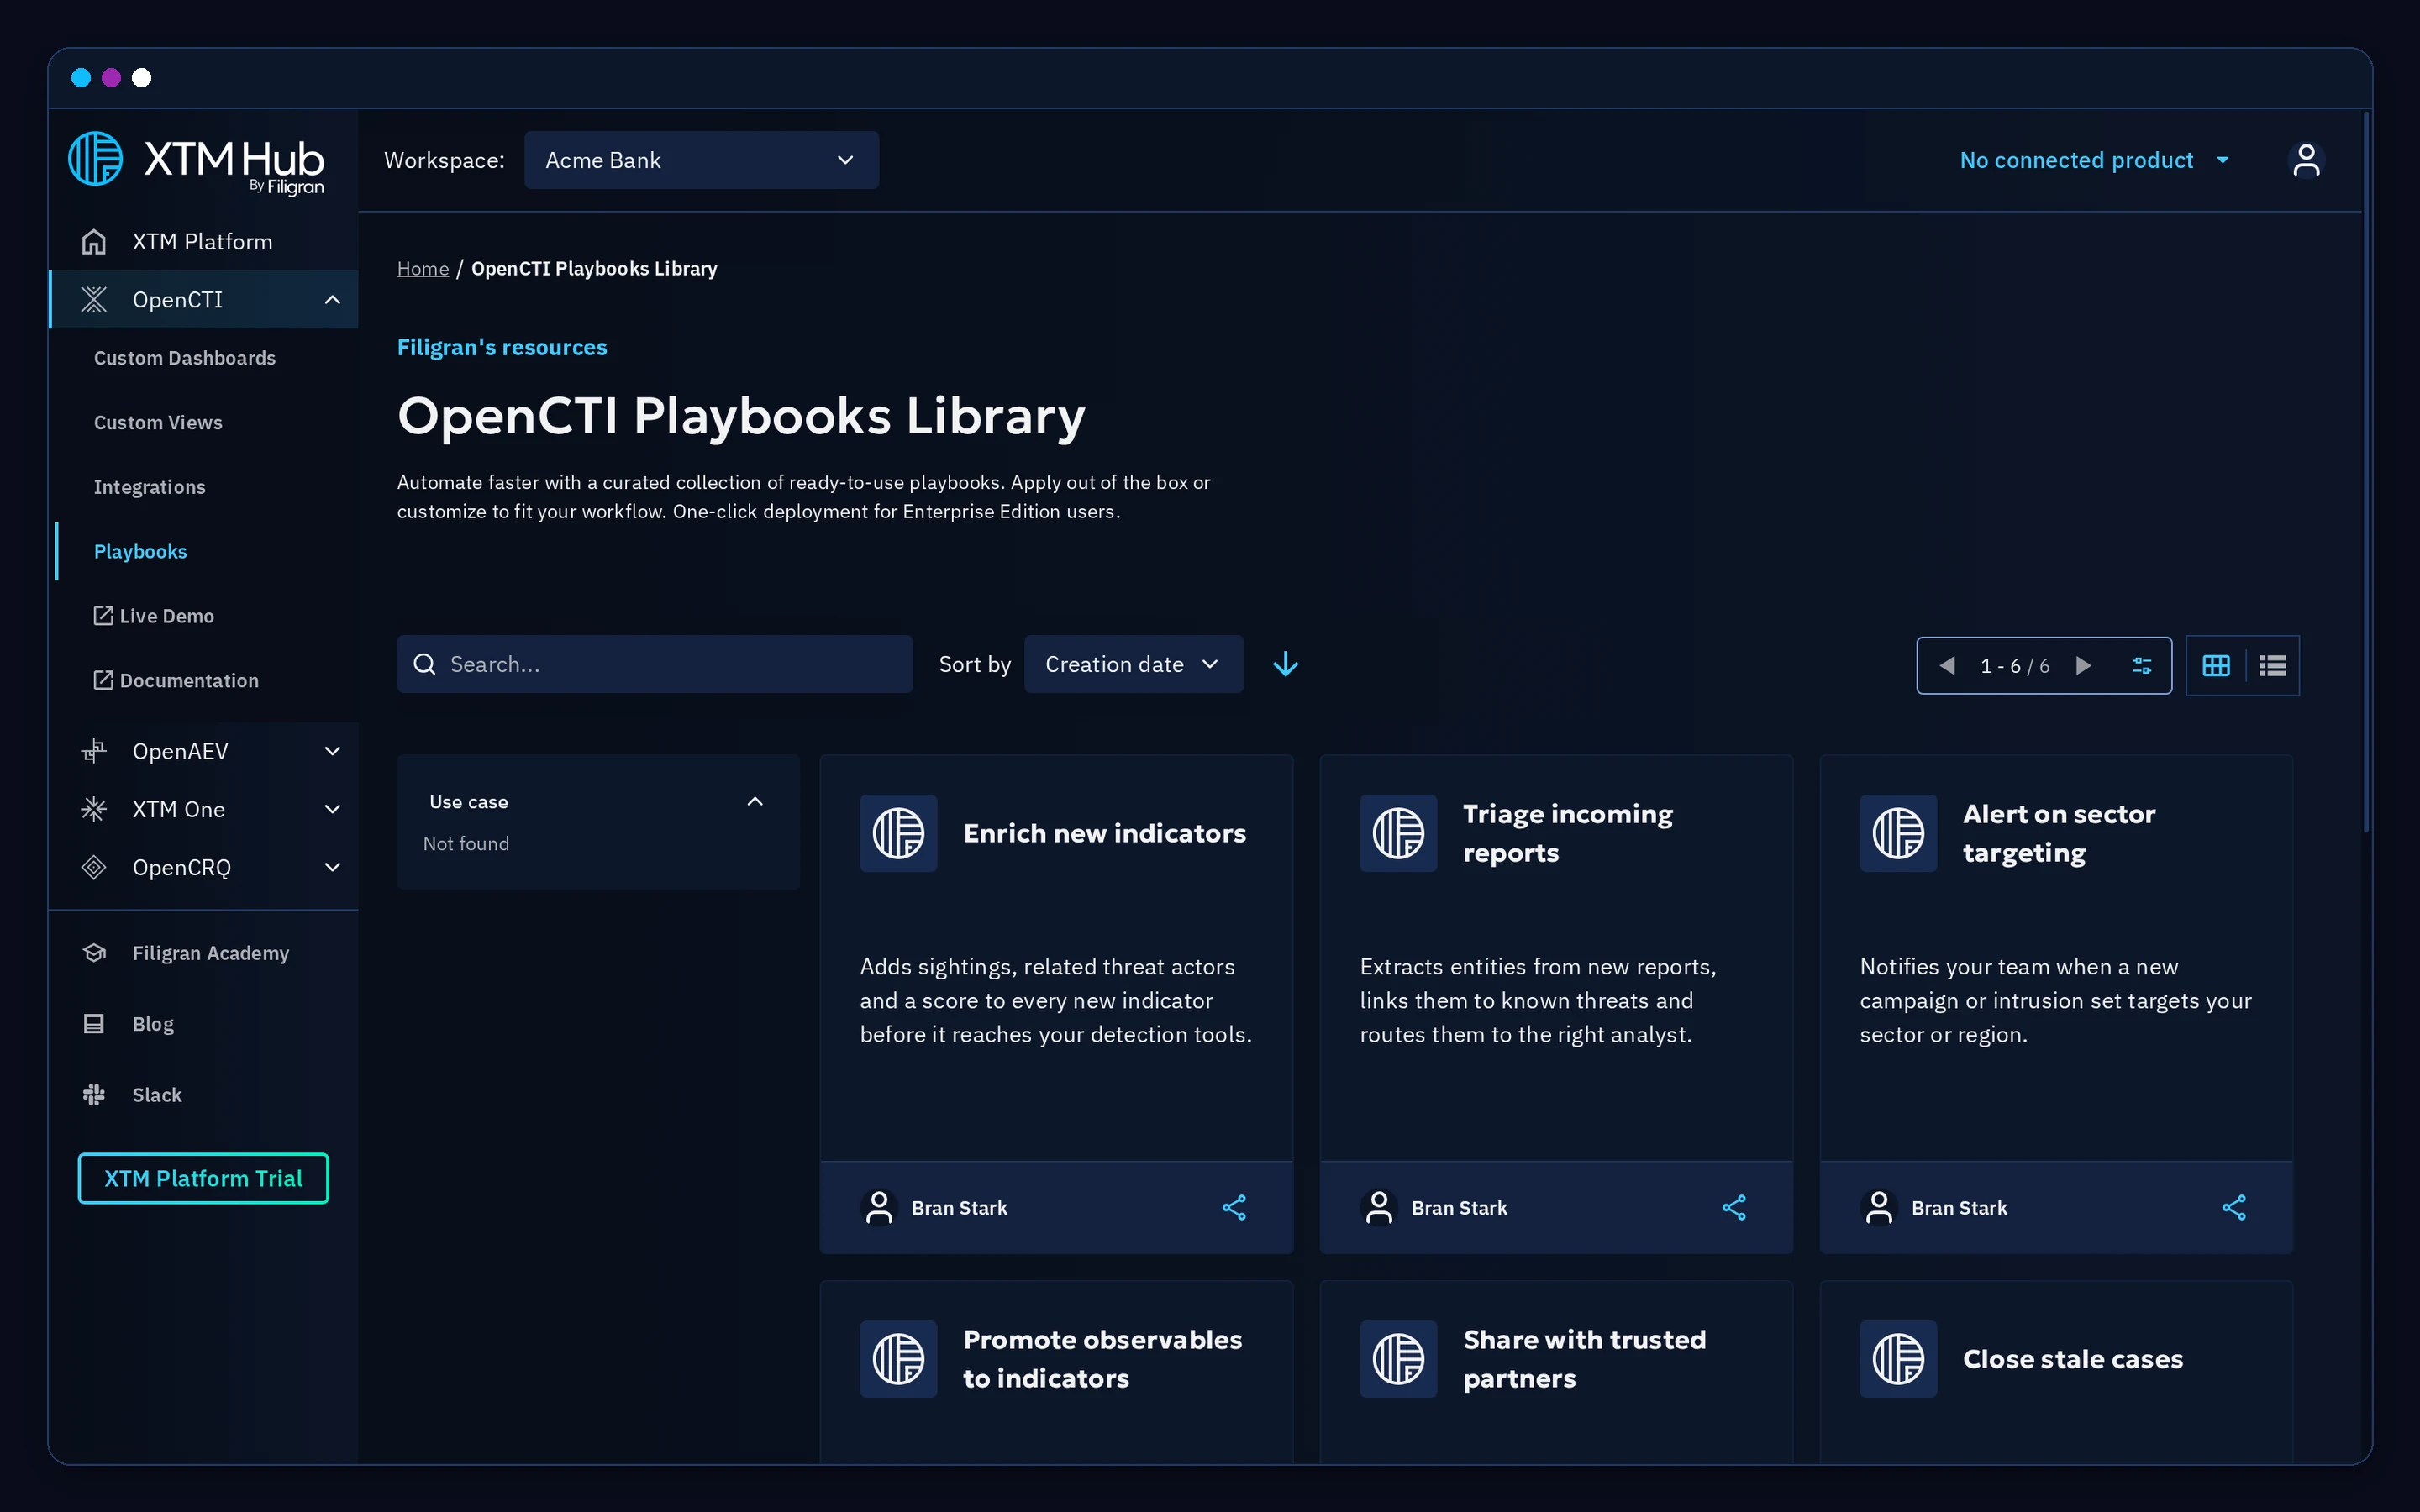 XTM Hub
By Filigran
Workspace:
Acme Bank
No connected product
XTM Platform
OpenCTI
Custom Dashboards
Custom Views
Integrations
Playbooks
Live Demo
Documentation
OpenAEV
XTM One
OpenCRQ
Filigran Academy
Blog
Slack
XTM Platform Trial
Home / OpenCTI Playbooks Library
Filigran's resources
OpenCTI Playbooks Library
Automate faster with a curated collection of ready-to-use playbooks. Apply out of the box or
customize to fit your workflow. One-click deployment for Enterprise Edition users.
Search...
Sort by
Creation date
1 - 6 / 6
Use case
Not found
Enrich new indicators
Adds sightings, related threat actors
and a score to every new indicator
before it reaches your detection tools.
Bran Stark
Triage incoming
reports
Extracts entities from new reports,
links them to known threats and
routes them to the right analyst.
Bran Stark
Alert on sector
targeting
Notifies your team when a new
campaign or intrusion set targets your
sector or region.
Bran Stark
Promote observables
to indicators
Share with trusted
partners
Close stale cases